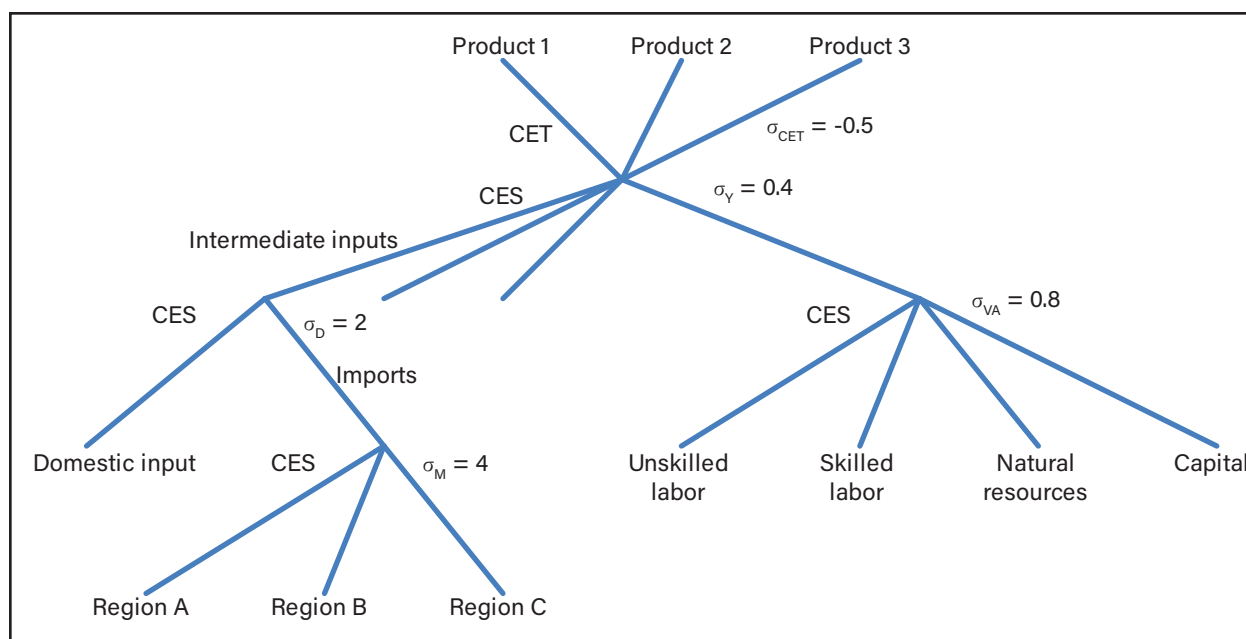 Product 1
Product 2
Product 3
CET
σCET = -0.5
CES
σY = 0.4
Intermediate inputs
CES
σD = 2
CES
σVA = 0.8
Imports
Domestic input
CES
σM = 4
Unskilled
labor
Skilled
labor
Natural
resources
Capital
Region A
Region B
Region C